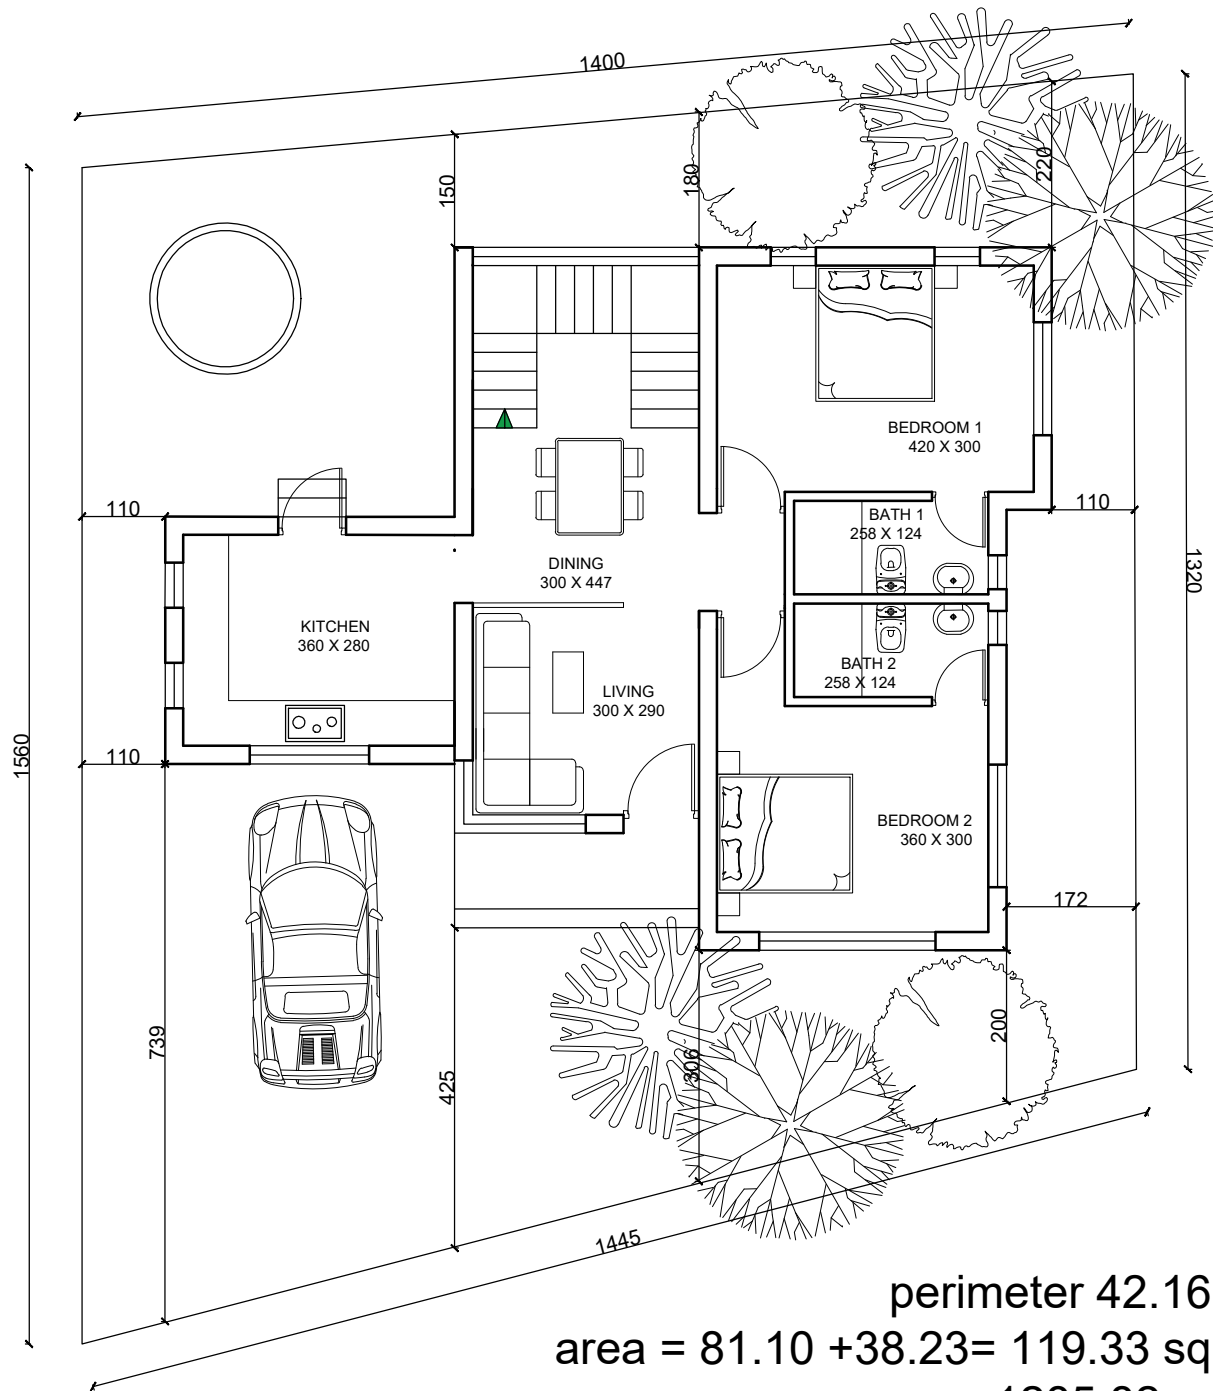 1400
150
180
220
BEDROOM 1
420 X 300
110
110
BATH 1
258 X 124
1320
DINING
300 X 447
KITCHEN
360 X 280
BATH 2
258 X 124
LIVING
300 X 290
1560
110
BEDROOM 2
360 X 300
172
739
425
306
200
1445
perimeter 42.16
area = 81.10 +38.23= 119.33 sq